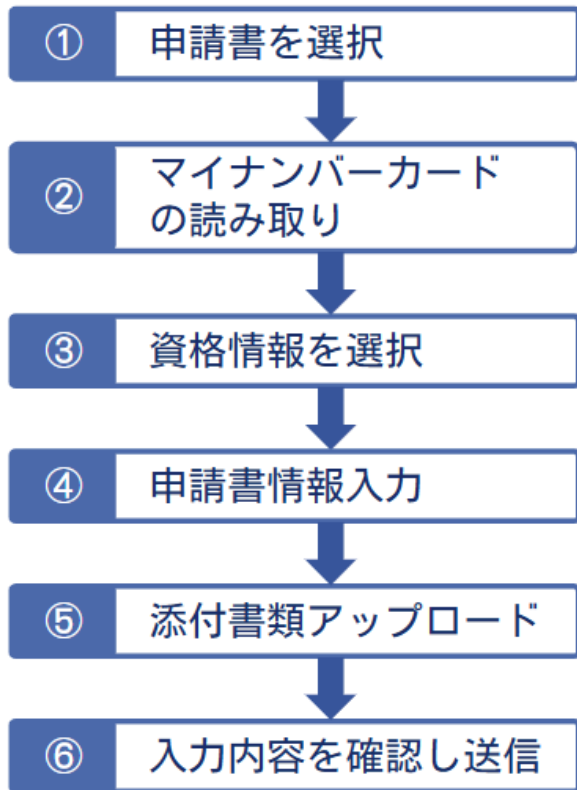 ① 申請書を選択
② マイナンバーカード
の読み取り
③ 資格情報を選択
④ 申請書情報入力
⑤ 添付書類アップロード
⑥ 入力内容を確認し送信